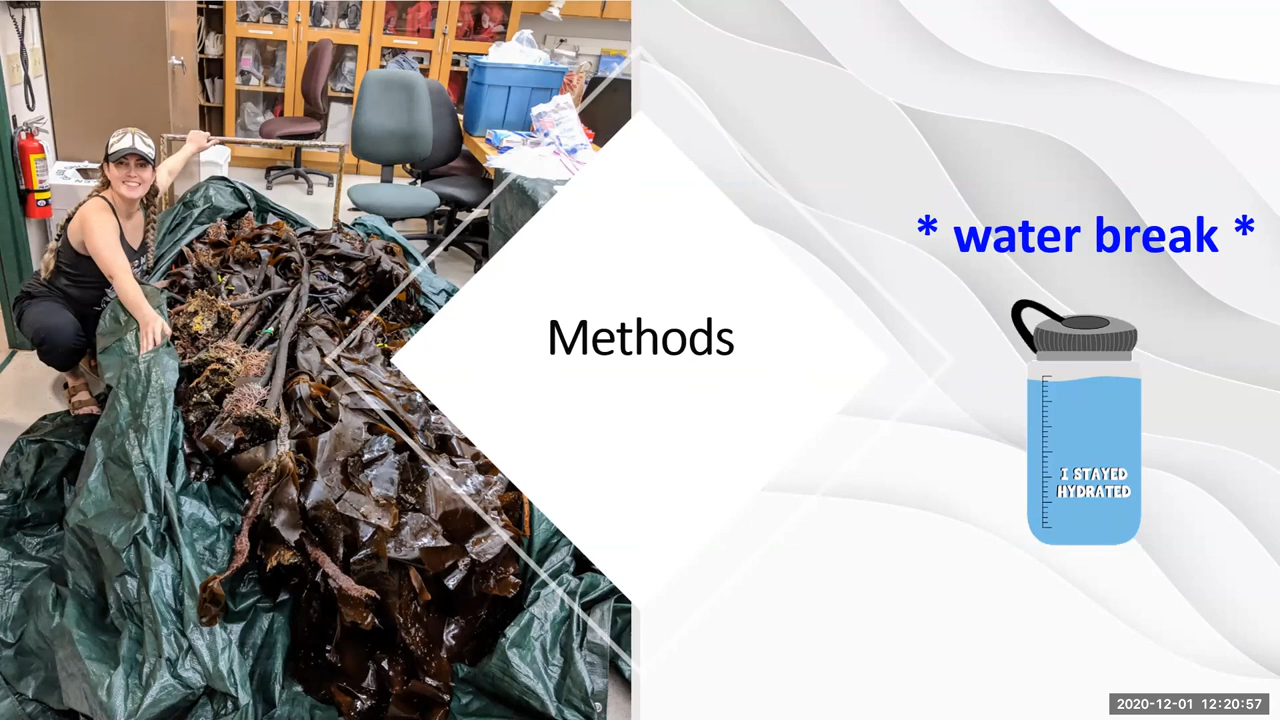 Methods
* water break *
I STAYED
HYDRATED
2020-12-01 12:20:57